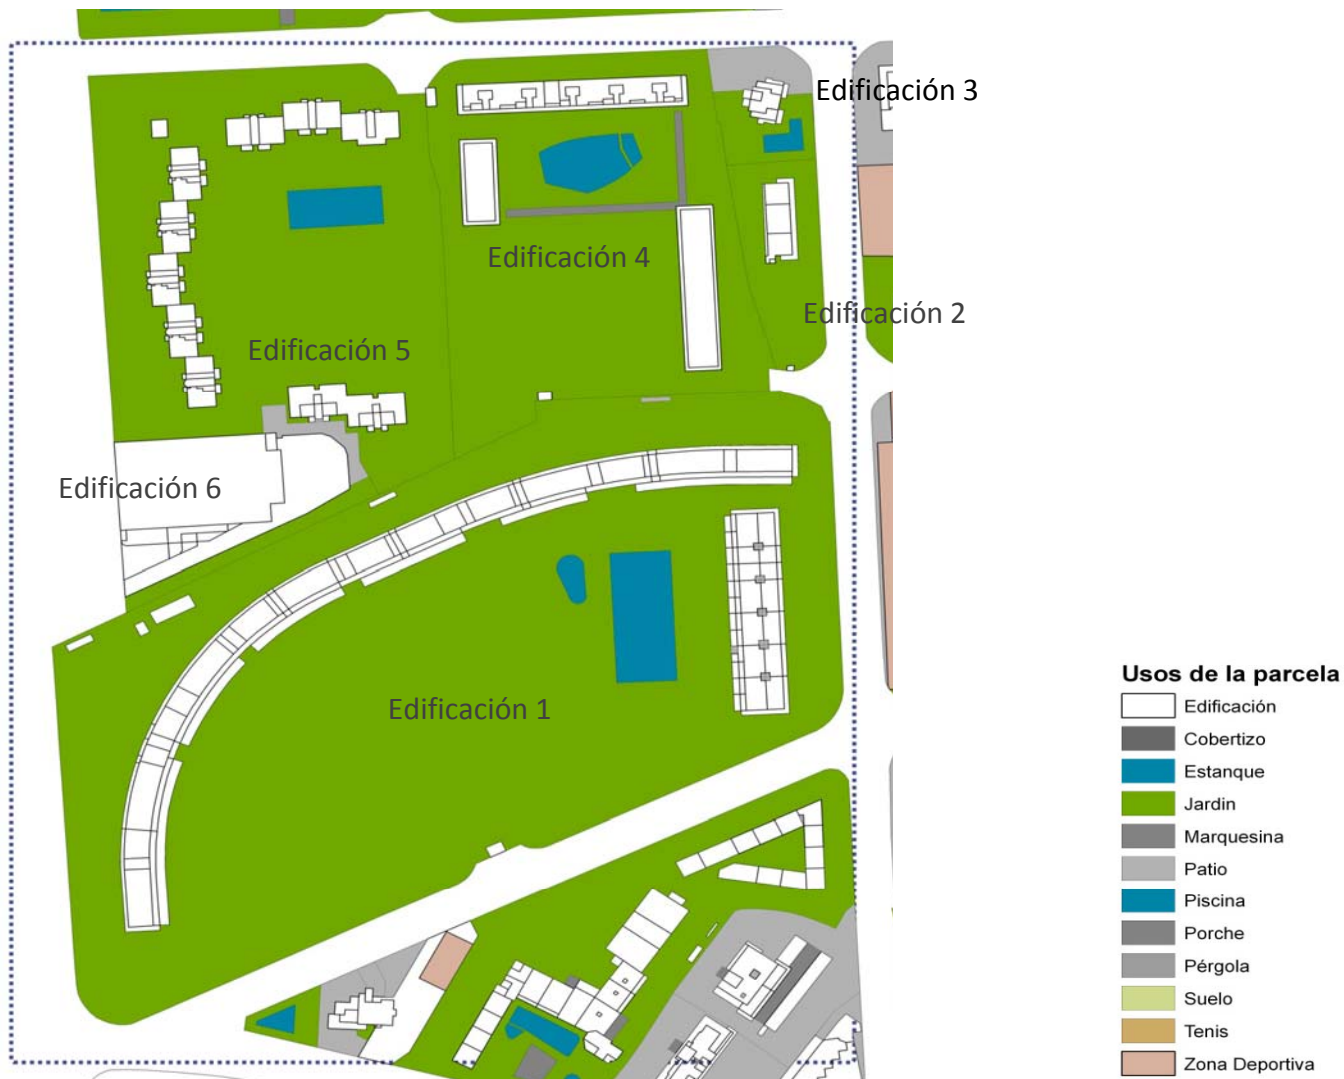 Edificación 3
Edificación 4
Edificación 2
Edificación 5
Edificación 6
Edificación 1
Usos de la parcela
Edificación
Cobertizo
Estanque
Jardin
Marquesina
Patio
Piscina
Porche
Pérgola
Suelo
Tenis
Zona Deportiva